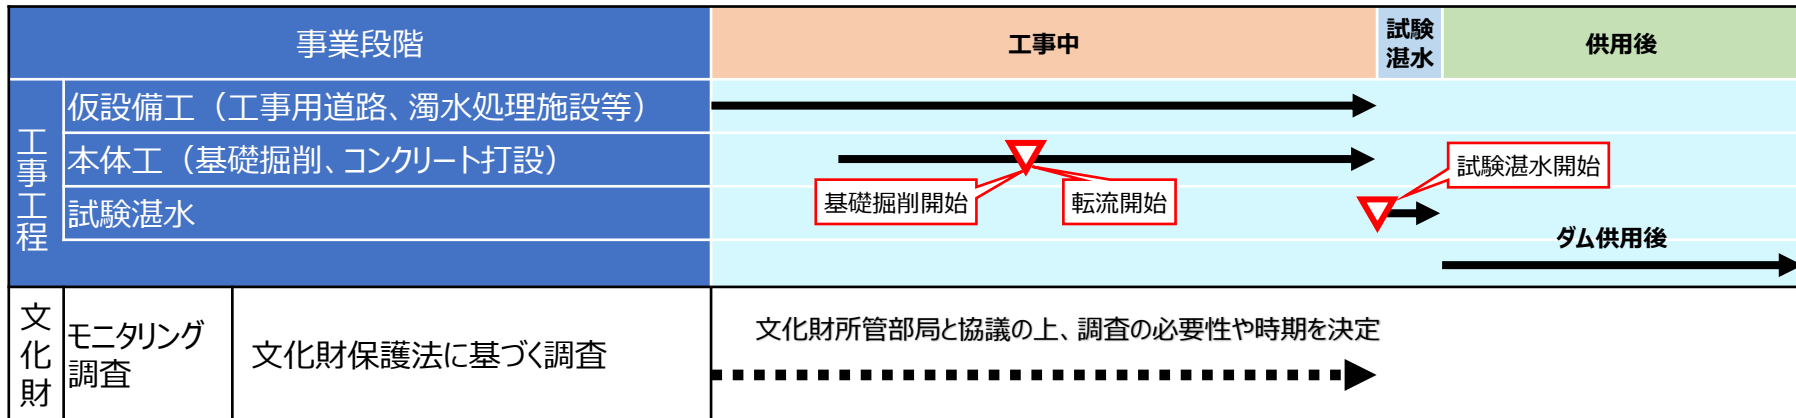 事業段階
工事中
試験
湛水
供用後
工事工程
仮設備工（工事用道路、濁水処理施設等）
本体工（基礎掘削、コンクリート打設）
基礎掘削開始
転流開始
試験湛水開始
試験湛水
ダム供用後
文化財
モニタリング
調査
文化財保護法に基づく調査
文化財所管部局と協議の上、調査の必要性や時期を決定